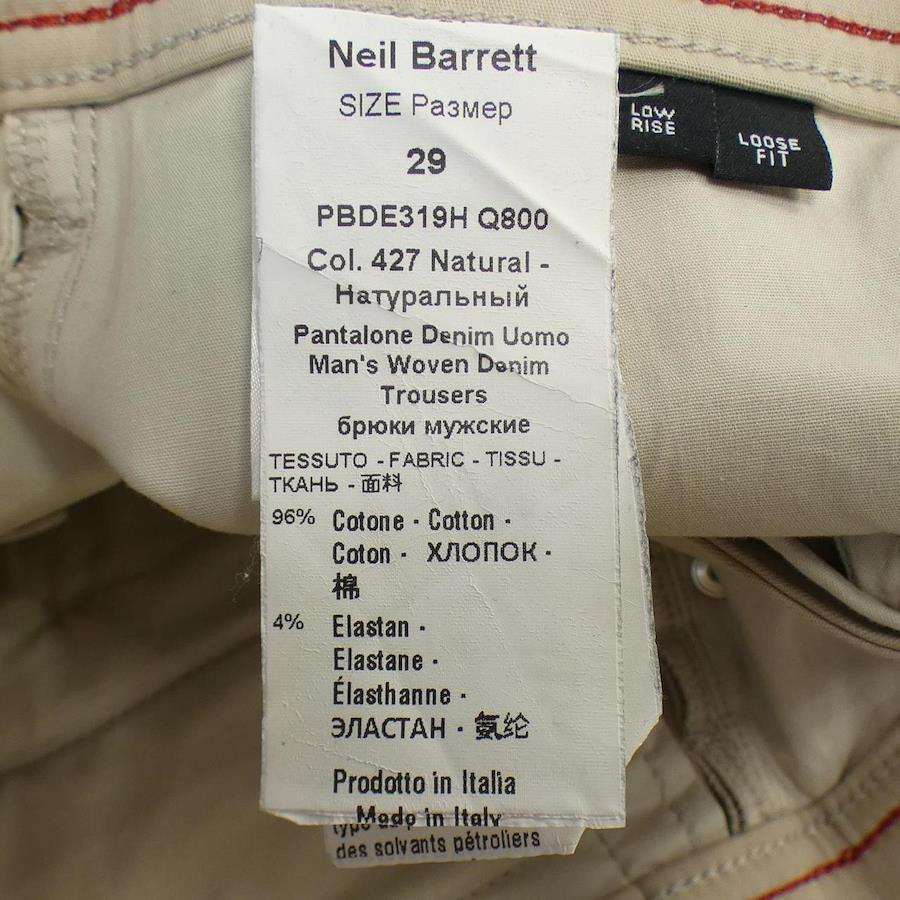 Neil Barrett
SIZE Размер
29
PBDE319H Q800
Col. 427 Natural -
Натуральный
Pantalone Denim Uomo
Man's Woven Denim
Trousers
брюки мужские
TESSUTO - FABRIC - TISSU -
ТКАНЬ - 面料
96% Cotone · Cotton ·
Coton · ХЛОПОК ·
棉
4% Elastan ·
Elastane ·
Élasthanne ·
ЭЛАСТАН · 氨纶
Prodotto in Italia
Made in Italy
des solvants pétroliers
LOW
RISE
LOOSE
FIT